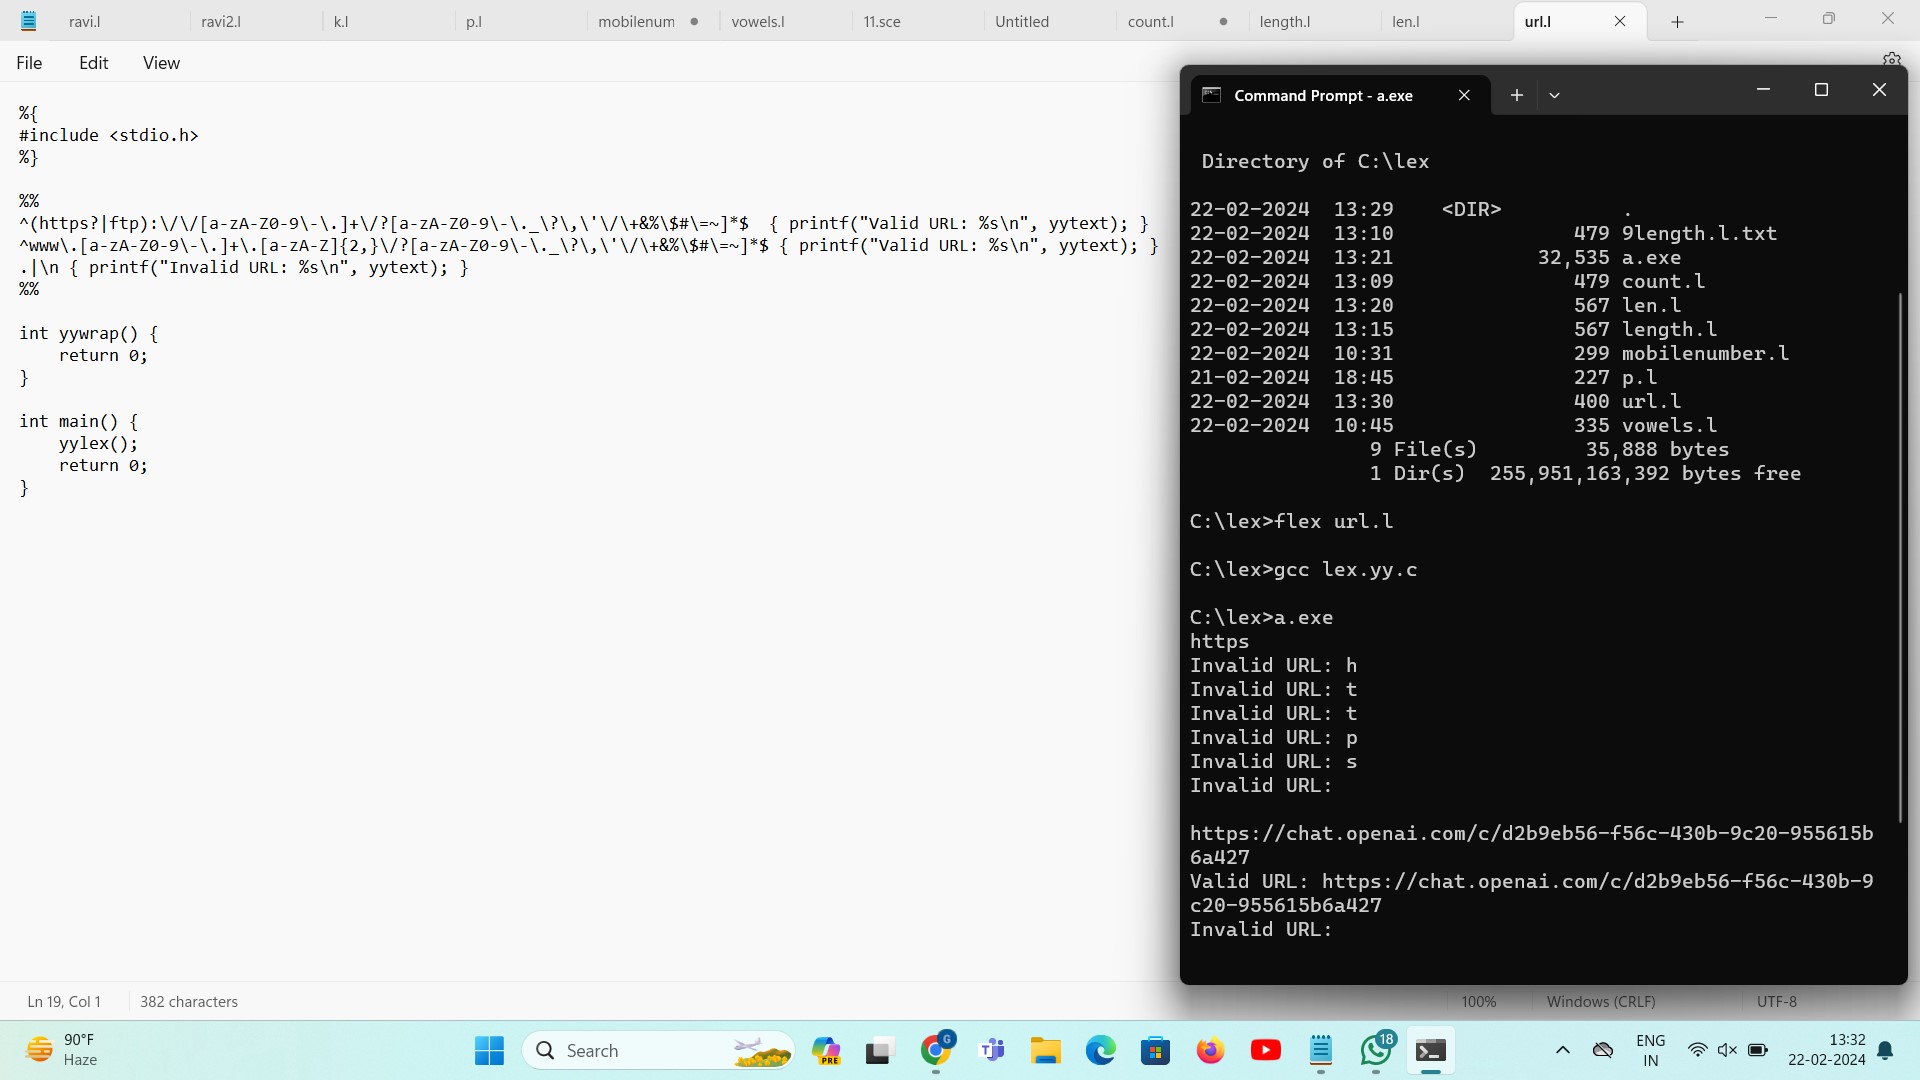 ravi.l ravi2.l k.l p.l mobilenum vowels.l 11.sce Untitled count.l length.l len.l url.l
File Edit View
%{
#include <stdio.h>
%}
%%
^(https?|ftp):\/\/[a-zA-Z0-9\-\.]+\/?[a-zA-Z0-9\-\._\?\,\'\/\+&%\$#\=~]*$  { printf("Valid URL: %s\n", yytext); }
^www\.[a-zA-Z0-9\-\.]+\.[a-zA-Z]{2,}\/?[a-zA-Z0-9\-\._\?\,\'\/\+&%\$#\=~]*$ { printf("Valid URL: %s\n", yytext); }
.|\n { printf("Invalid URL: %s\n", yytext); }
%%
int yywrap() {
    return 0;
}
int main() {
    yylex();
    return 0;
}
Command Prompt - a.exe
Directory of C:\lex
22-02-2024  13:29    <DIR>          .
22-02-2024  13:10               479 9length.l.txt
22-02-2024  13:21            32,535 a.exe
22-02-2024  13:09               479 count.l
22-02-2024  13:20               567 len.l
22-02-2024  13:15               567 length.l
22-02-2024  10:31               299 mobilenumber.l
21-02-2024  18:45               227 p.l
22-02-2024  13:30               400 url.l
22-02-2024  10:45               335 vowels.l
9 File(s)         35,888 bytes
1 Dir(s)  255,951,163,392 bytes free
C:\lex>flex url.l
C:\lex>gcc lex.yy.c
C:\lex>a.exe
https
Invalid URL: h
Invalid URL: t
Invalid URL: t
Invalid URL: p
Invalid URL: s
Invalid URL:
https://chat.openai.com/c/d2b9eb56-f56c-430b-9c20-955615b
6a427
Valid URL: https://chat.openai.com/c/d2b9eb56-f56c-430b-9
c20-955615b6a427
Invalid URL:
Ln 19, Col 1 382 characters 100% Windows (CRLF) UTF-8
90°F
Haze
Search
PRE
G
18
ENG
IN
13:32
22-02-2024